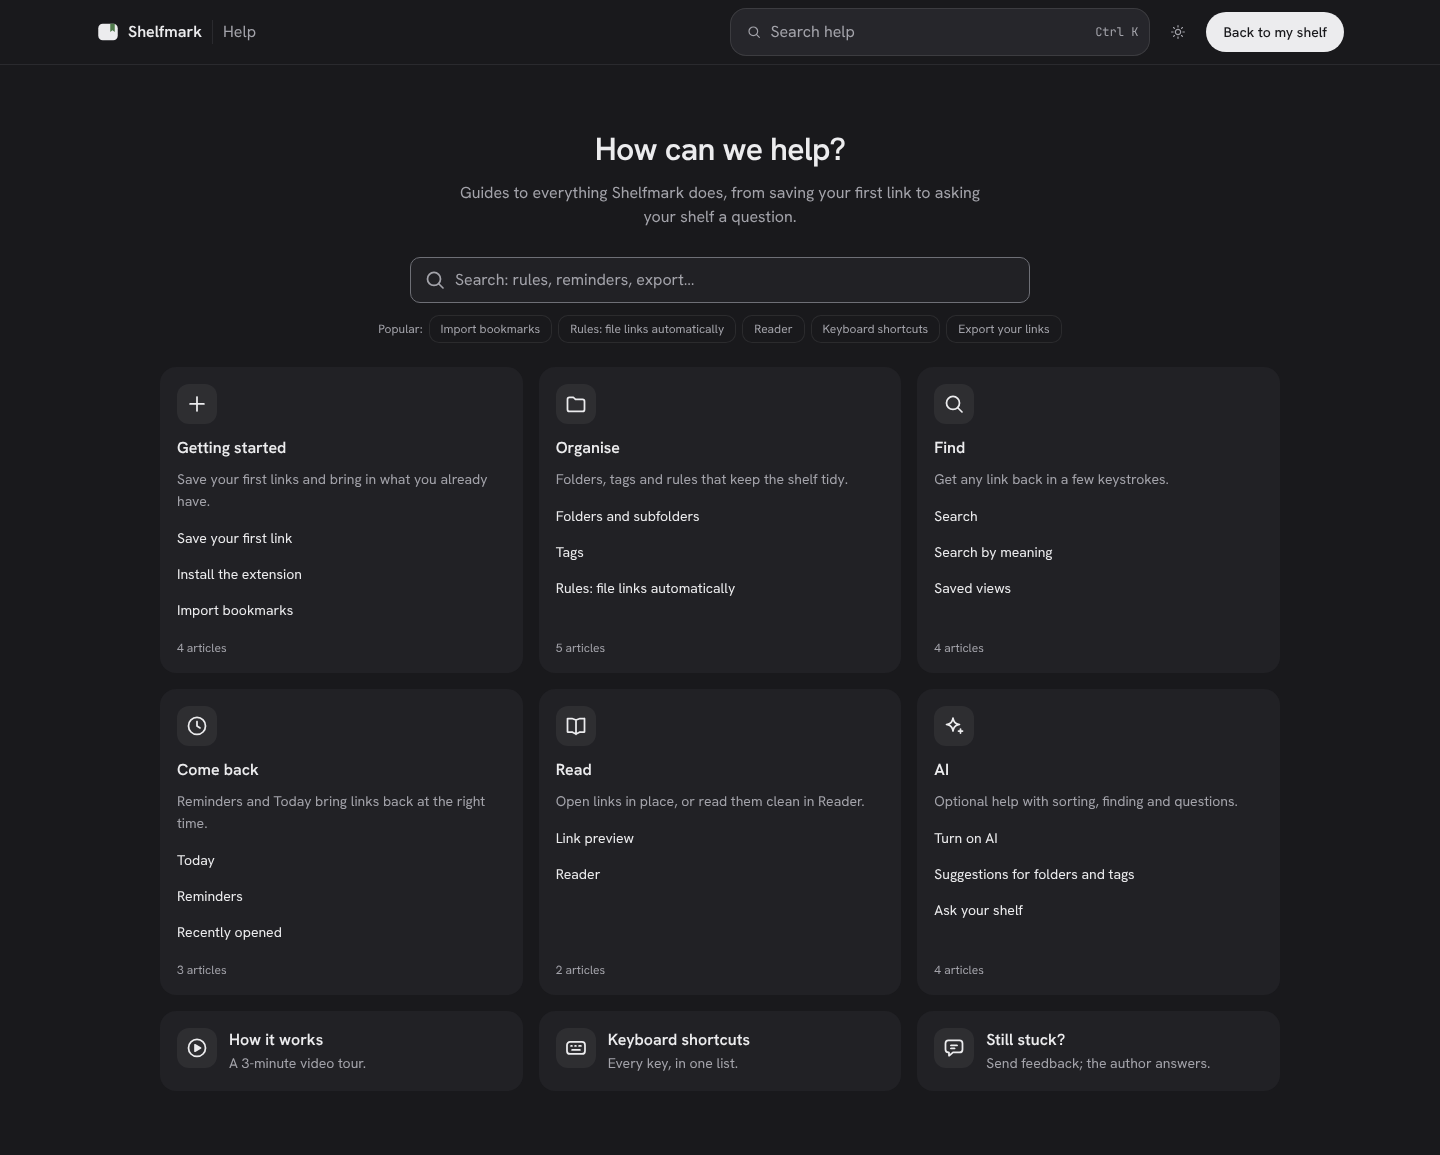 Shelfmark
Help
Search help
Ctrl K
Back to my shelf
How can we help?
Guides to everything Shelfmark does, from saving your first link to asking
your shelf a question.
Search: rules, reminders, export...
Popular:
Import bookmarks
Rules: file links automatically
Reader
Keyboard shortcuts
Export your links
Getting started
Save your first links and bring in what you already
have.
Save your first link
Install the extension
Import bookmarks
4 articles
Organise
Folders, tags and rules that keep the shelf tidy.
Folders and subfolders
Tags
Rules: file links automatically
5 articles
Find
Get any link back in a few keystrokes.
Search
Search by meaning
Saved views
4 articles
Come back
Reminders and Today bring links back at the right
time.
Today
Reminders
Recently opened
3 articles
Read
Open links in place, or read them clean in Reader.
Link preview
Reader
2 articles
AI
Optional help with sorting, finding and questions.
Turn on AI
Suggestions for folders and tags
Ask your shelf
4 articles
How it works
A 3-minute video tour.
Keyboard shortcuts
Every key, in one list.
Still stuck?
Send feedback; the author answers.